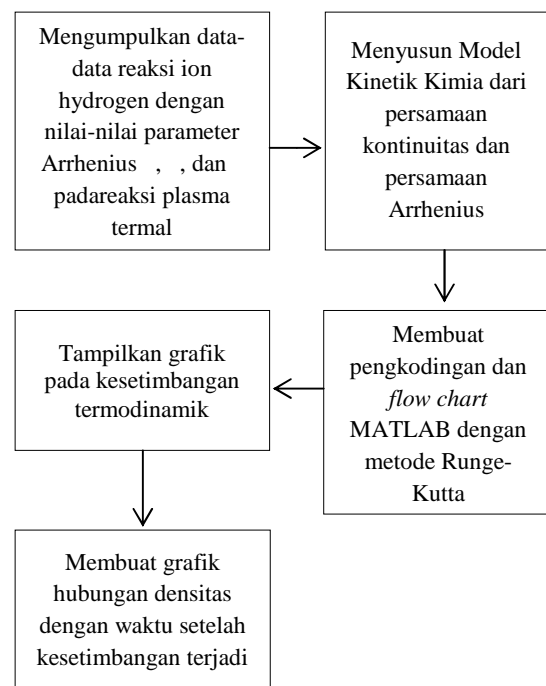 Mengumpulkan data-
data reaksi ion
hydrogen dengan
nilai-nilai parameter
Arrhenius , , dan
padareaksi plasma
termal
Menyusun Model
Kinetik Kimia dari
persamaan
kontinuitas dan
persamaan
Arrhenius
Membuat
pengkodingan dan
flow chart
MATLAB dengan
metode Runge-
Kutta
Tampilkan grafik
pada kesetimbangan
termodinamik
Membuat grafik
hubungan densitas
dengan waktu setelah
kesetimbangan terjadi